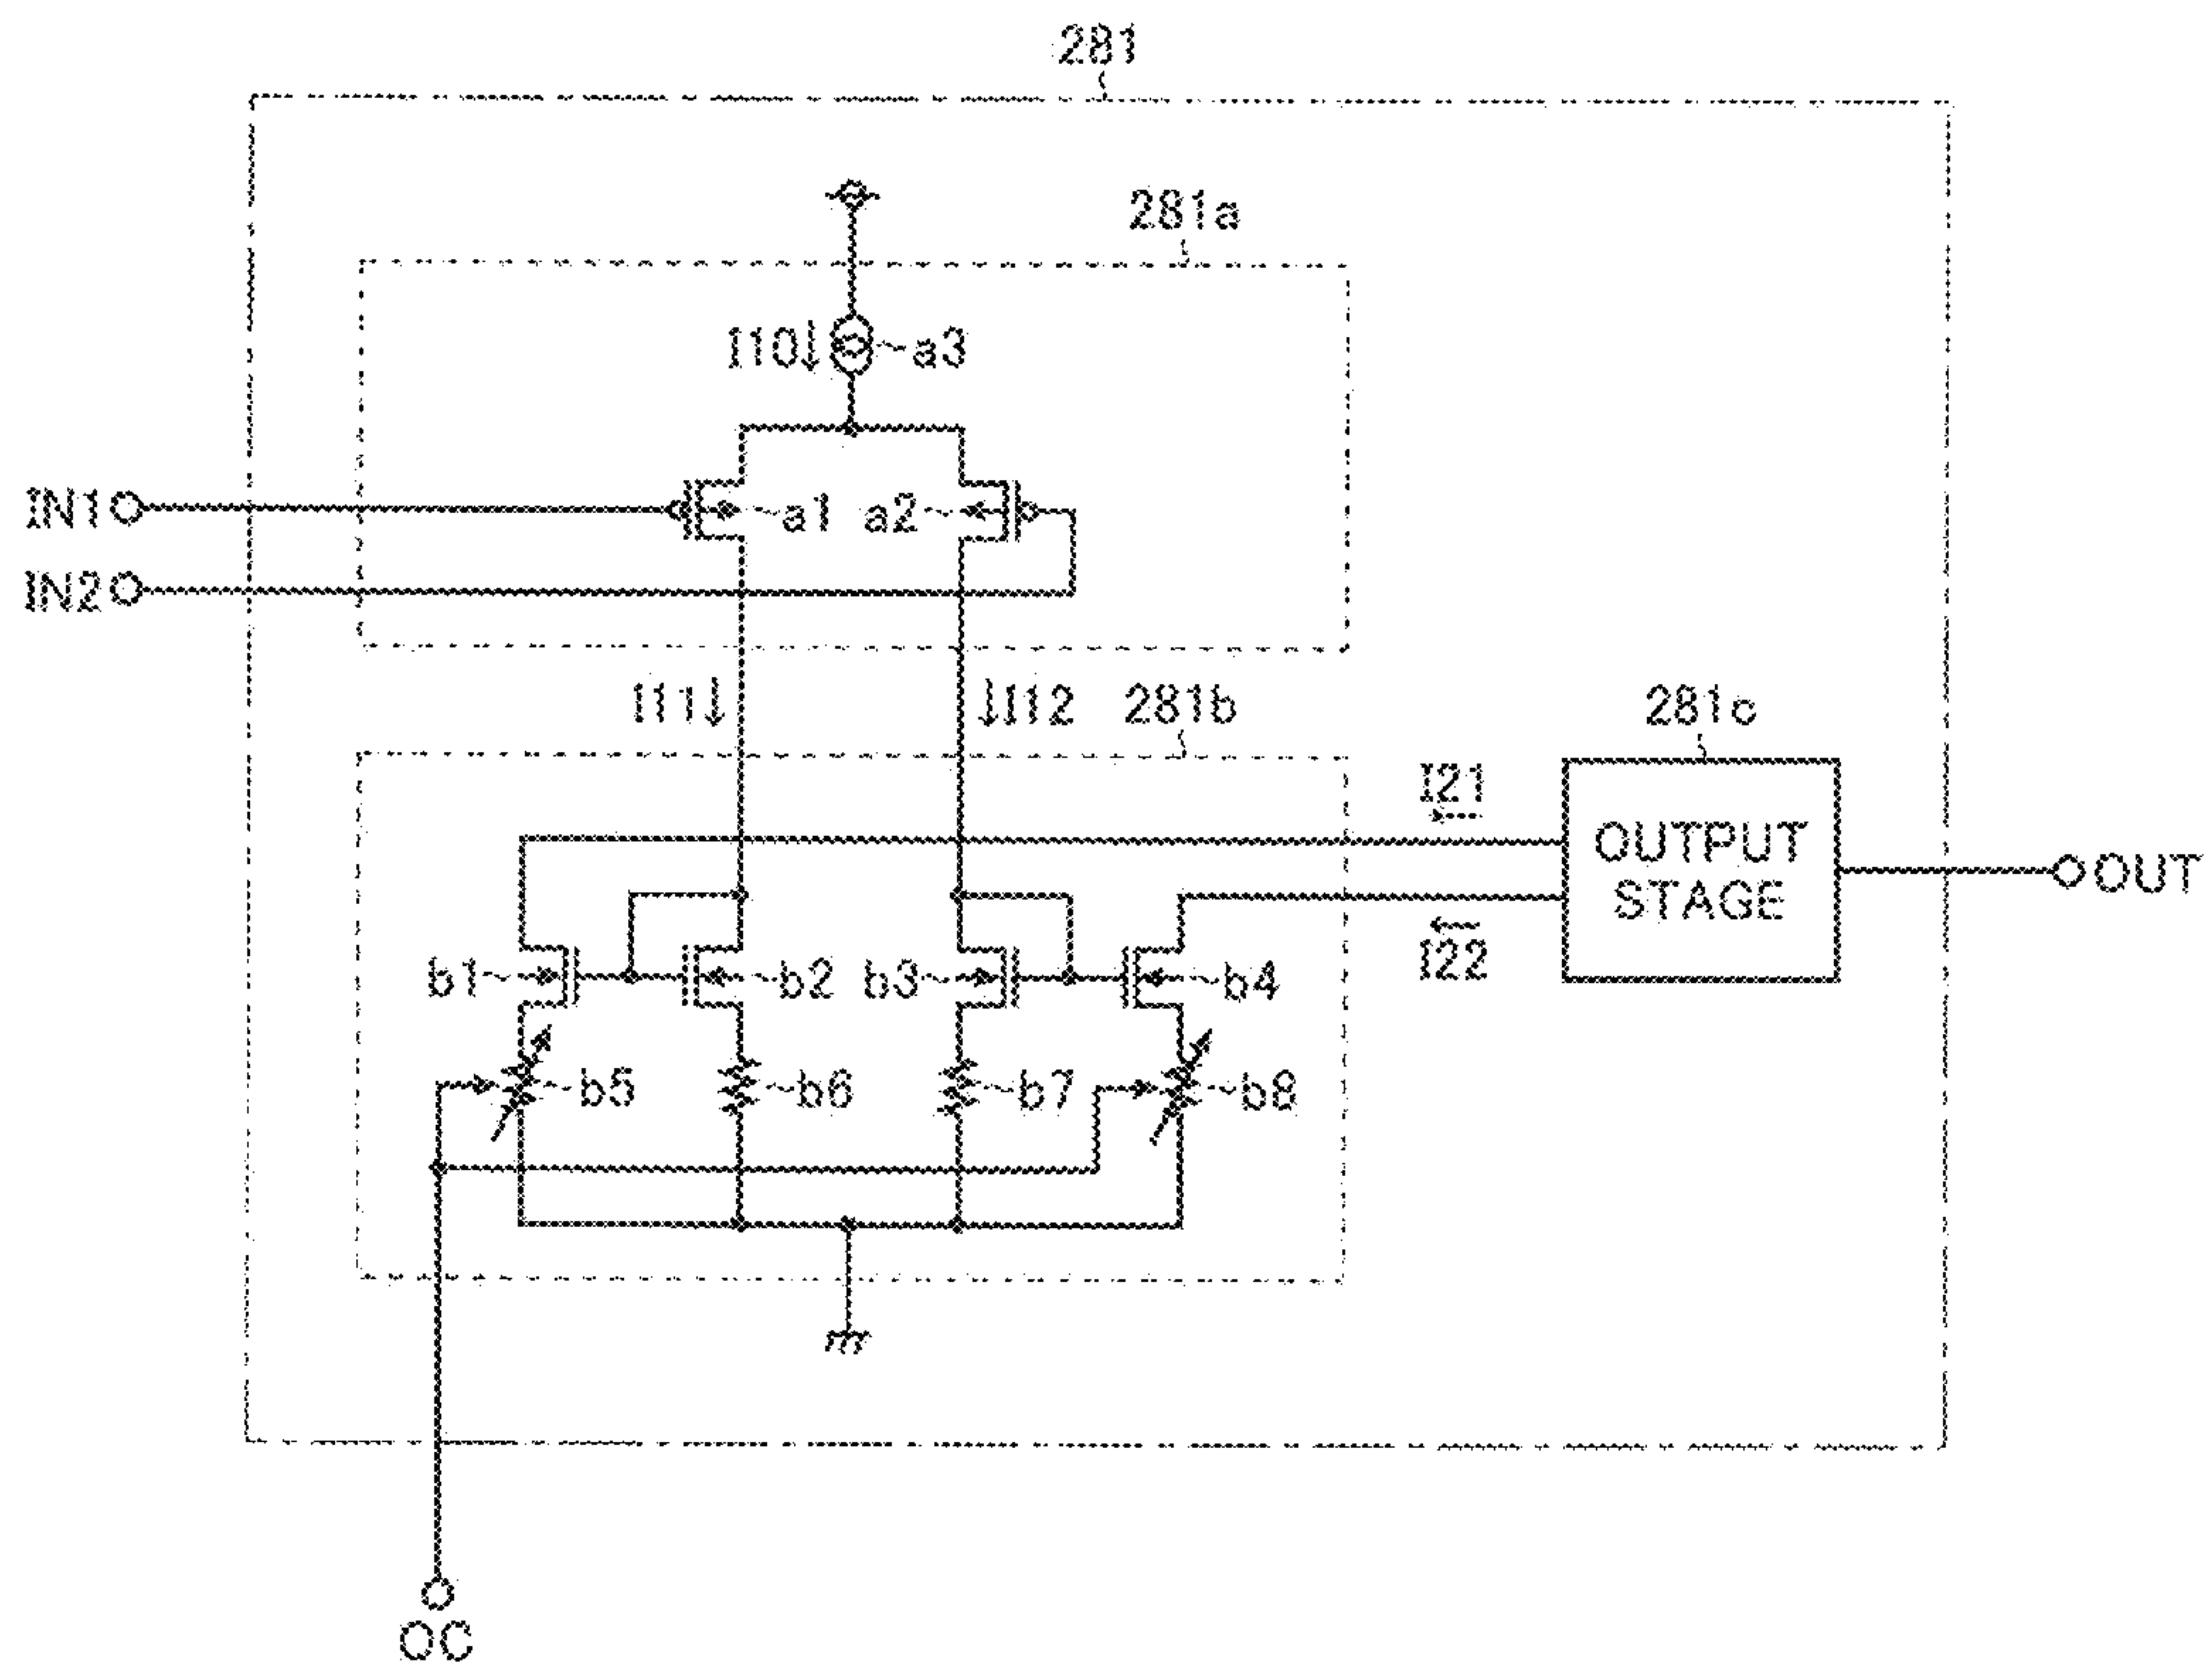 281
281a
I10
a3
IN1
a1
a2
IN2
I11
I12
281b
281c
I21
OUTPUT
STAGE
OUT
I22
b1
b2
b3
b4
b5
b6
b7
b8
OC